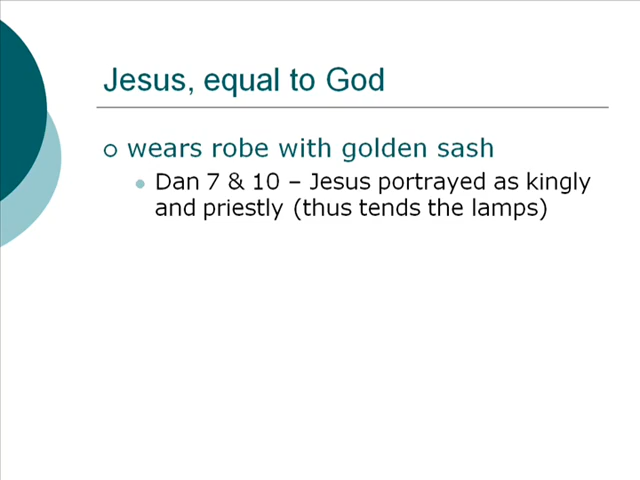 Jesus, equal to God
wears robe with golden sash
Dan 7 & 10 – Jesus portrayed as kingly
and priestly (thus tends the lamps)